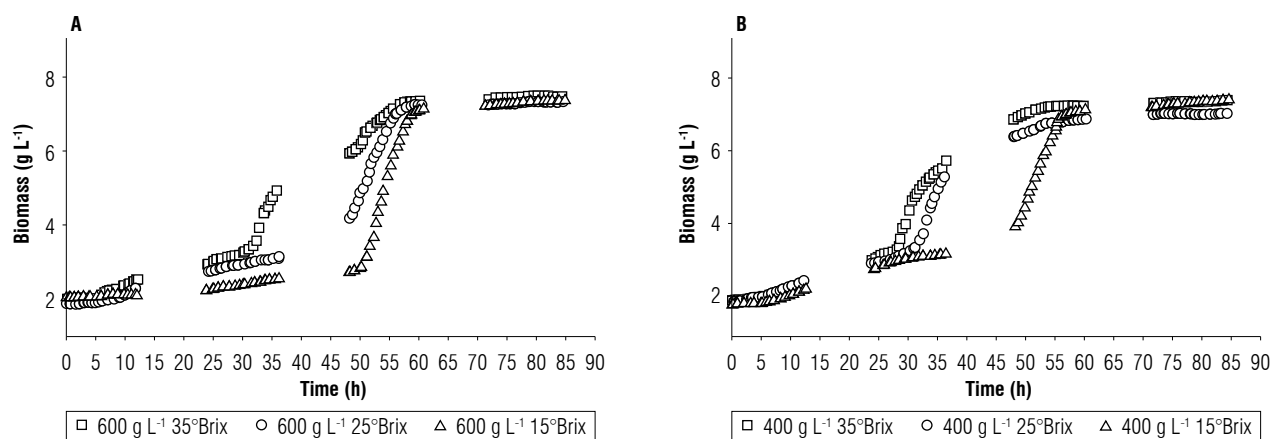 A
Biomass (g L⁻¹)
8
6
4
2
0 5 10 15 20 25 30 35 40 45 50 55 60 65 70 75 80 85 90
Time (h)
□ 600 g L⁻¹ 35°Brix ○ 600 g L⁻¹ 25°Brix △ 600 g L⁻¹ 15°Brix
B
Biomass (g L⁻¹)
8
6
4
2
0 5 10 15 20 25 30 35 40 45 50 55 60 65 70 75 80 85 90
Time (h)
□ 400 g L⁻¹ 35°Brix ○ 400 g L⁻¹ 25°Brix △ 400 g L⁻¹ 15°Brix